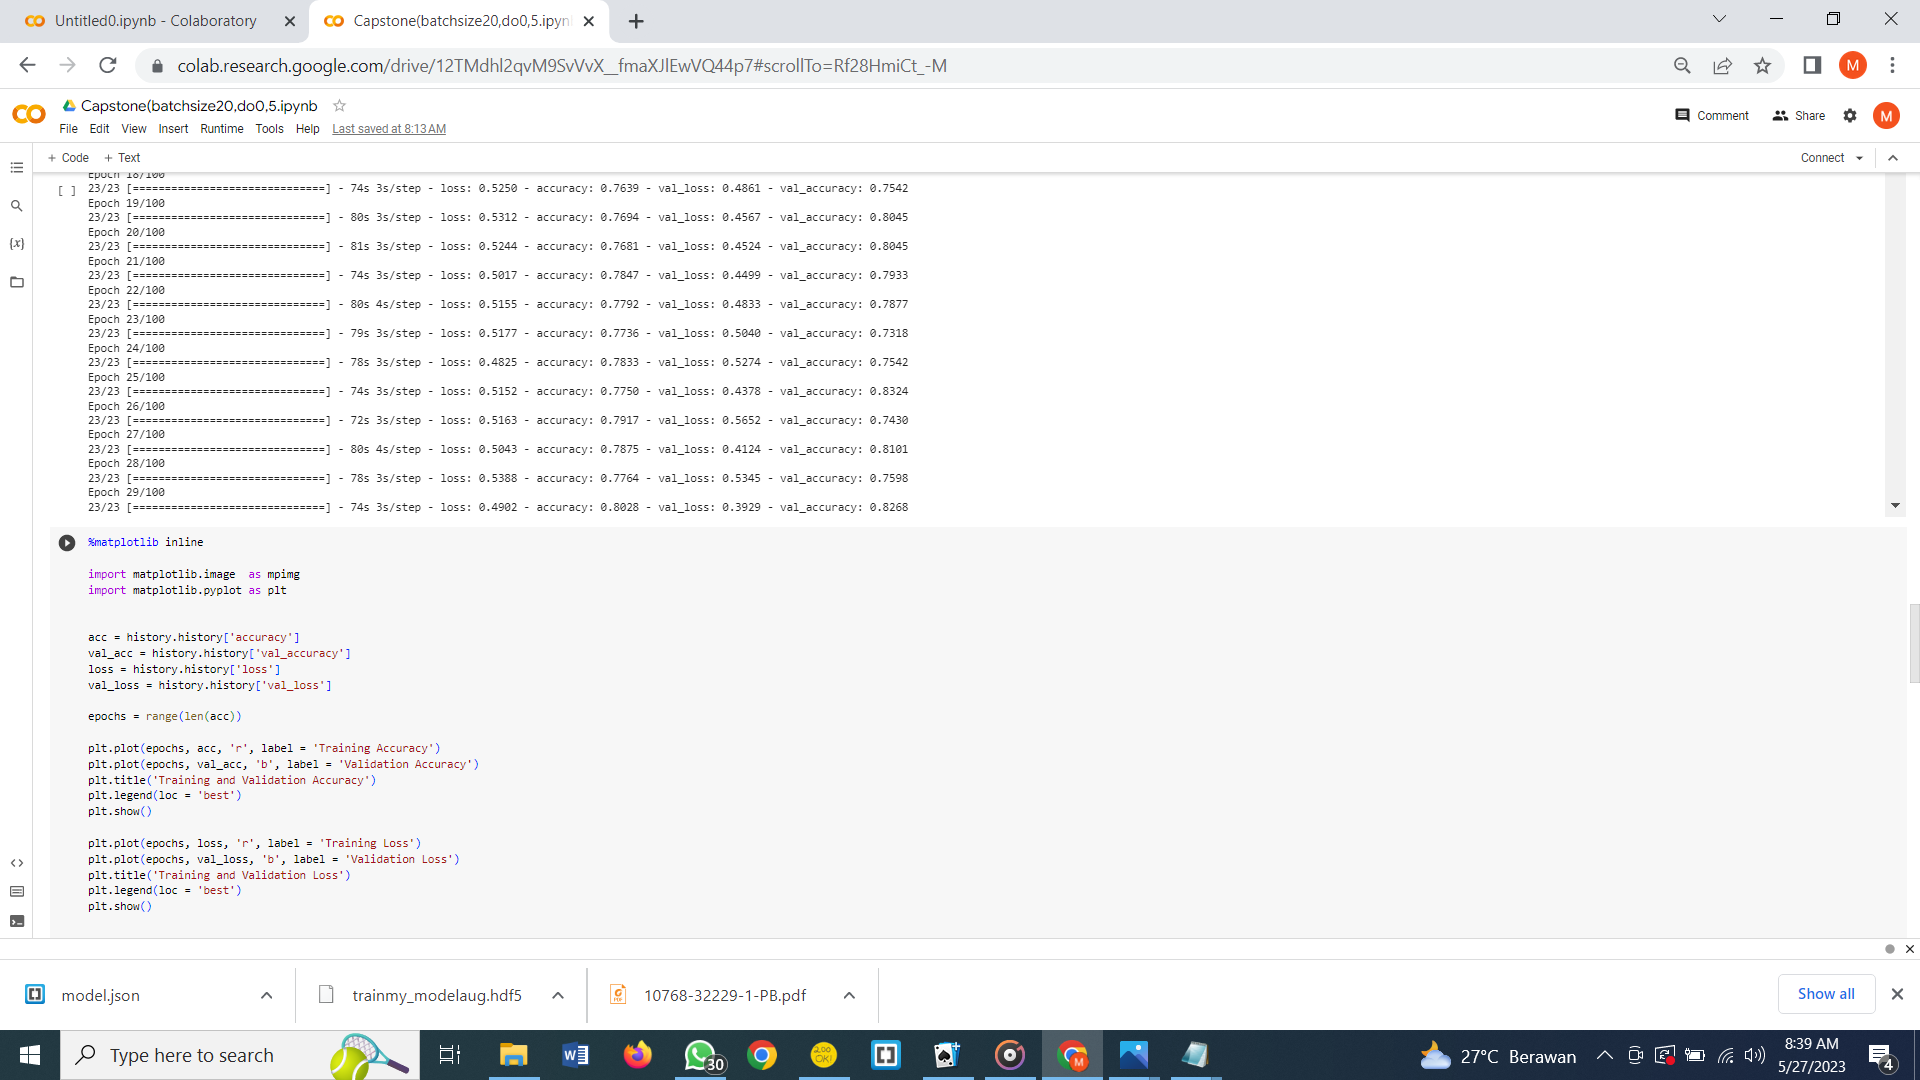 Untitled0.ipynb - Colaboratory
Capstone(batchsize20,do0,5.ipyn
colab.research.google.com/drive/12TMdhl2qvM9SvVvX__fmaXJlEwVQ44p7#scrollTo=Rf28HmiCt_-M
M
Capstone(batchsize20,do0,5.ipynb
File Edit View Insert Runtime Tools Help Last saved at 8:13 AM
Comment Share M
+ Code + Text
Connect
Epoch 18/100
[ ] 23/23 [==============================] - 74s 3s/step - loss: 0.5250 - accuracy: 0.7639 - val_loss: 0.4861 - val_accuracy: 0.7542
Epoch 19/100
23/23 [==============================] - 80s 3s/step - loss: 0.5312 - accuracy: 0.7694 - val_loss: 0.4567 - val_accuracy: 0.8045
Epoch 20/100
23/23 [==============================] - 81s 3s/step - loss: 0.5244 - accuracy: 0.7681 - val_loss: 0.4524 - val_accuracy: 0.8045
Epoch 21/100
23/23 [==============================] - 74s 3s/step - loss: 0.5017 - accuracy: 0.7847 - val_loss: 0.4499 - val_accuracy: 0.7933
Epoch 22/100
23/23 [==============================] - 80s 4s/step - loss: 0.5155 - accuracy: 0.7792 - val_loss: 0.4833 - val_accuracy: 0.7877
Epoch 23/100
23/23 [==============================] - 79s 3s/step - loss: 0.5177 - accuracy: 0.7736 - val_loss: 0.5040 - val_accuracy: 0.7318
Epoch 24/100
23/23 [==============================] - 78s 3s/step - loss: 0.4825 - accuracy: 0.7833 - val_loss: 0.5274 - val_accuracy: 0.7542
Epoch 25/100
23/23 [==============================] - 74s 3s/step - loss: 0.5152 - accuracy: 0.7750 - val_loss: 0.4378 - val_accuracy: 0.8324
Epoch 26/100
23/23 [==============================] - 72s 3s/step - loss: 0.5163 - accuracy: 0.7917 - val_loss: 0.5652 - val_accuracy: 0.7430
Epoch 27/100
23/23 [==============================] - 80s 4s/step - loss: 0.5043 - accuracy: 0.7875 - val_loss: 0.4124 - val_accuracy: 0.8101
Epoch 28/100
23/23 [==============================] - 78s 3s/step - loss: 0.5388 - accuracy: 0.7764 - val_loss: 0.5345 - val_accuracy: 0.7598
Epoch 29/100
23/23 [==============================] - 74s 3s/step - loss: 0.4902 - accuracy: 0.8028 - val_loss: 0.3929 - val_accuracy: 0.8268
%matplotlib inline
import matplotlib.image  as mpimg
import matplotlib.pyplot as plt
acc = history.history['accuracy']
val_acc = history.history['val_accuracy']
loss = history.history['loss']
val_loss = history.history['val_loss']
epochs = range(len(acc))
plt.plot(epochs, acc, 'r', label = 'Training Accuracy')
plt.plot(epochs, val_acc, 'b', label = 'Validation Accuracy')
plt.title('Training and Validation Accuracy')
plt.legend(loc = 'best')
plt.show()
plt.plot(epochs, loss, 'r', label = 'Training Loss')
plt.plot(epochs, val_loss, 'b', label = 'Validation Loss')
plt.title('Training and Validation Loss')
plt.legend(loc = 'best')
plt.show()
model.json
trainmy_modelaug.hdf5
10768-32229-1-PB.pdf
Show all
Type here to search
30
27°C Berawan
8:39 AM
5/27/2023
4